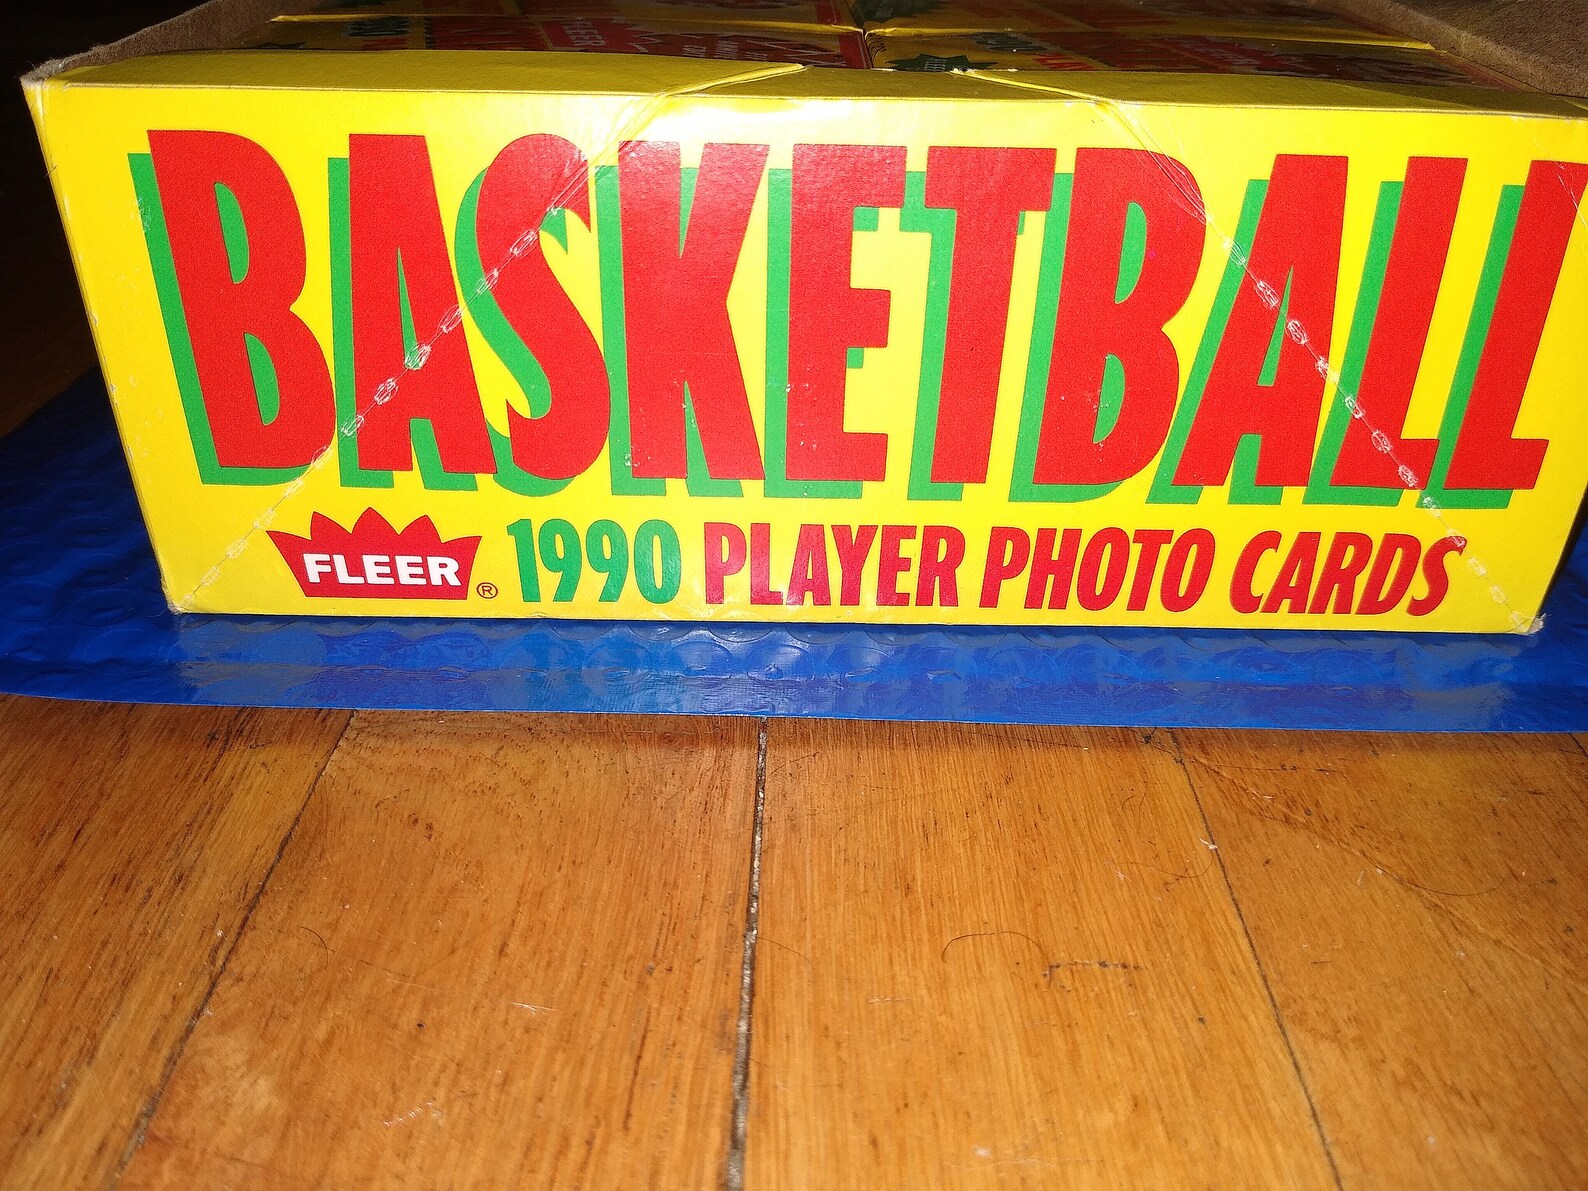 BASKETBALL
FLEER® 1990 PLAYER PHOTO CARDS